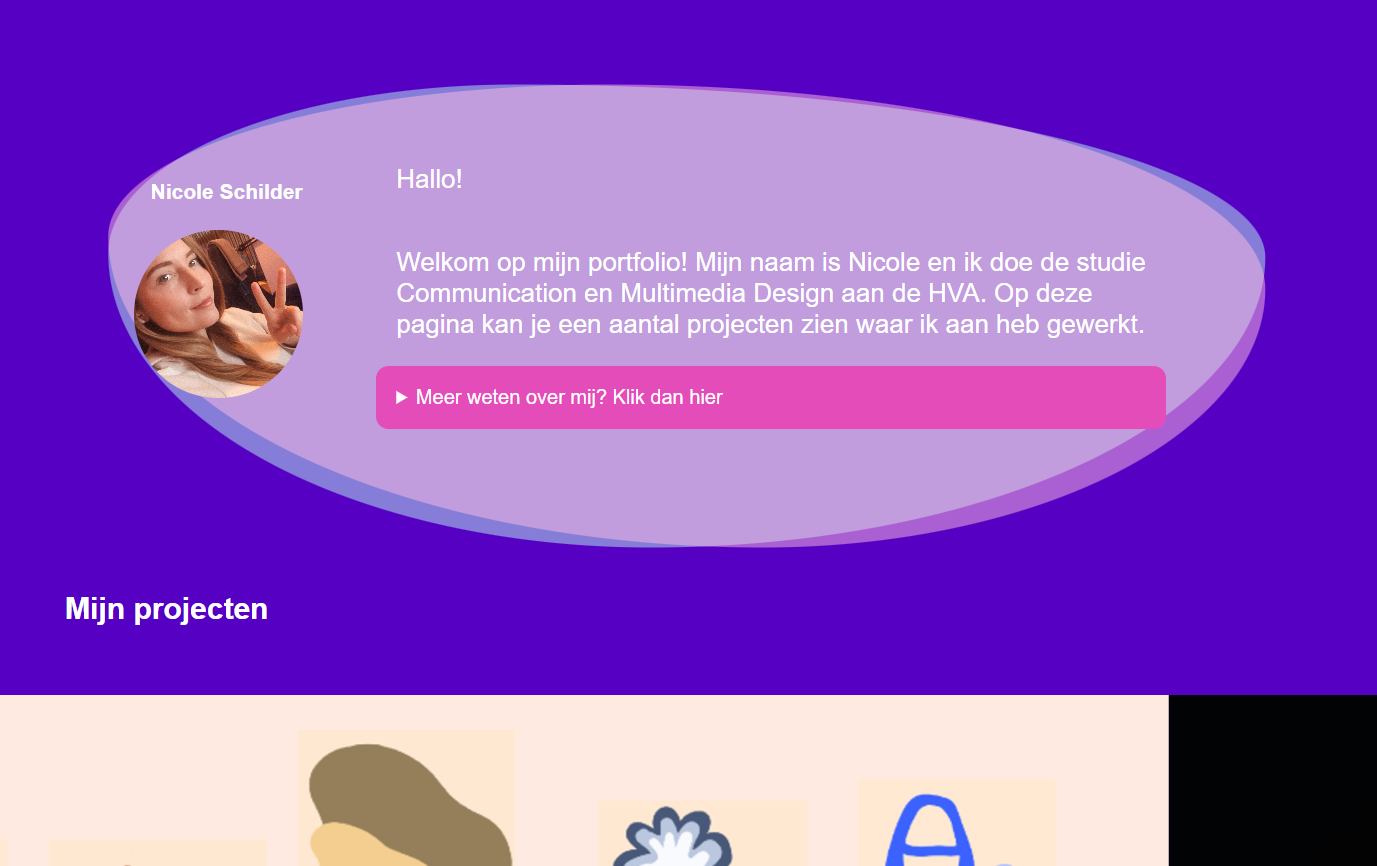 Nicole Schilder
Hallo!
Welkom op mijn portfolio! Mijn naam is Nicole en ik doe de studie
Communication en Multimedia Design aan de HVA. Op deze
pagina kan je een aantal projecten zien waar ik aan heb gewerkt.
Meer weten over mij? Klik dan hier
Mijn projecten